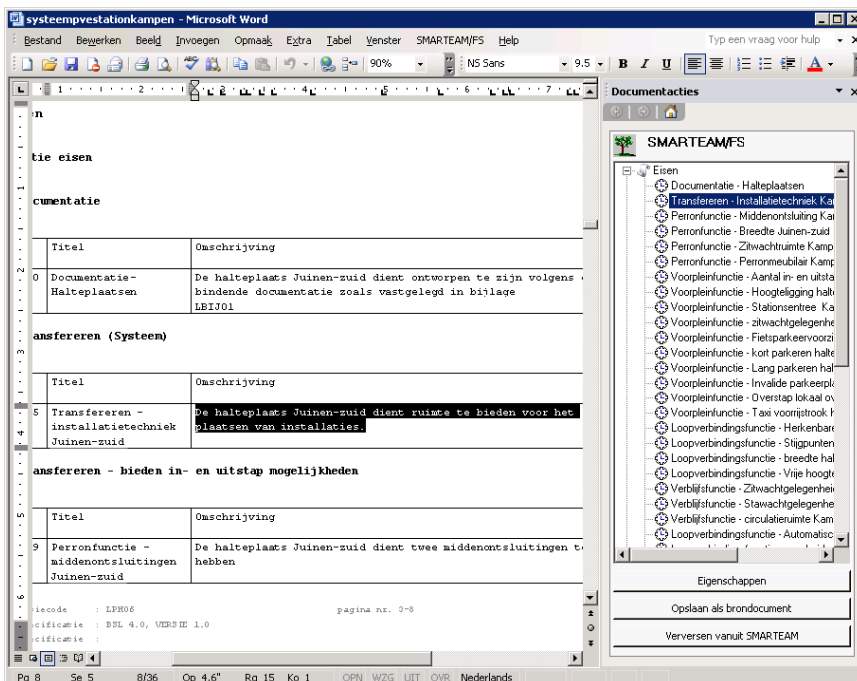 systeempvestationkampen - Microsoft Word
Bestand Bewerken Beeld Invoegen Opmaak Extra Tabel Venster SMARTEAM/FS Help Typ een vraag voor hulp
90% NS Sans 9.5 B I U A
Documentacties
SMARTEAM/FS
Eisen
Documentatie - Halteplaatsen
Transfereren - Installatietechniek Ka
Perronfunctie - Middenontsluiting Ka
Perronfunctie - Breedte Juinen-zuid
Perronfunctie - Zitwachtruimte Kamp
Perronfunctie - Perronmeubilair Kamp
Voorpleinfunctie - Aantal in- en uitsta
Voorpleinfunctie - Hoogteligging halt
Voorpleinfunctie - Stationsentree Ka
Voorpleinfunctie - zitwachtgelegenhe
Voorpleinfunctie - Fietsparkeervoorzi
Voorpleinfunctie - kort parkeren halte
Voorpleinfunctie - Lang parkeren hal
Voorpleinfunctie - Invalide parkeerpl
Voorpleinfunctie - Overstap lokaal ov
Voorpleinfunctie - Taxi voorrijstrook h
Loopverbindingsfunctie - Herkenbare
Loopverbindingsfunctie - Stijgpunten
Loopverbindingsfunctie - breedte hal
Loopverbindingsfunctie - Vrije hoogte
Verblijfsfunctie - Zitwachtgelegenhei
Verblijfsfunctie - Stawachtgelegenhe
Verblijfsfunctie - circulatieruimte Kam
Loopverbindingsfunctie - Automatisc
Eigenschappen
Opslaan als brondocument
Verversen vanuit SMARTEAM
en
tie eisen
cumentatie
Titel Omschrijving
0 Documentatie- De halteplaats Juinen-zuid dient ontworpen te zijn volgens
Halteplaatsen bindende documentatie zoals vastgelegd in bijlage
LBIJ01
ansfereren (Systeem)
Titel Omschrijving
5 Transfereren - De halteplaats Juinen-zuid dient ruimte te bieden voor het
installatietechniek plaatsen van installaties.
Juinen-zuid
ansfereren - bieden in- en uitstap mogelijkheden
Titel Omschrijving
9 Perronfunctie - De halteplaats Juinen-zuid dient twee middenontsluitingen te
middenontsluitingen hebben
Juinen-zuid
iecode : LPH06 pagina nr. 3-8
cificatie : BSL 4.0, VERSIE 1.0
cificatie :
Pg 8 Se 5 8/36 Op 4,6" Rg 15 Ko 1 OPN WZG UIT OVR Nederlands